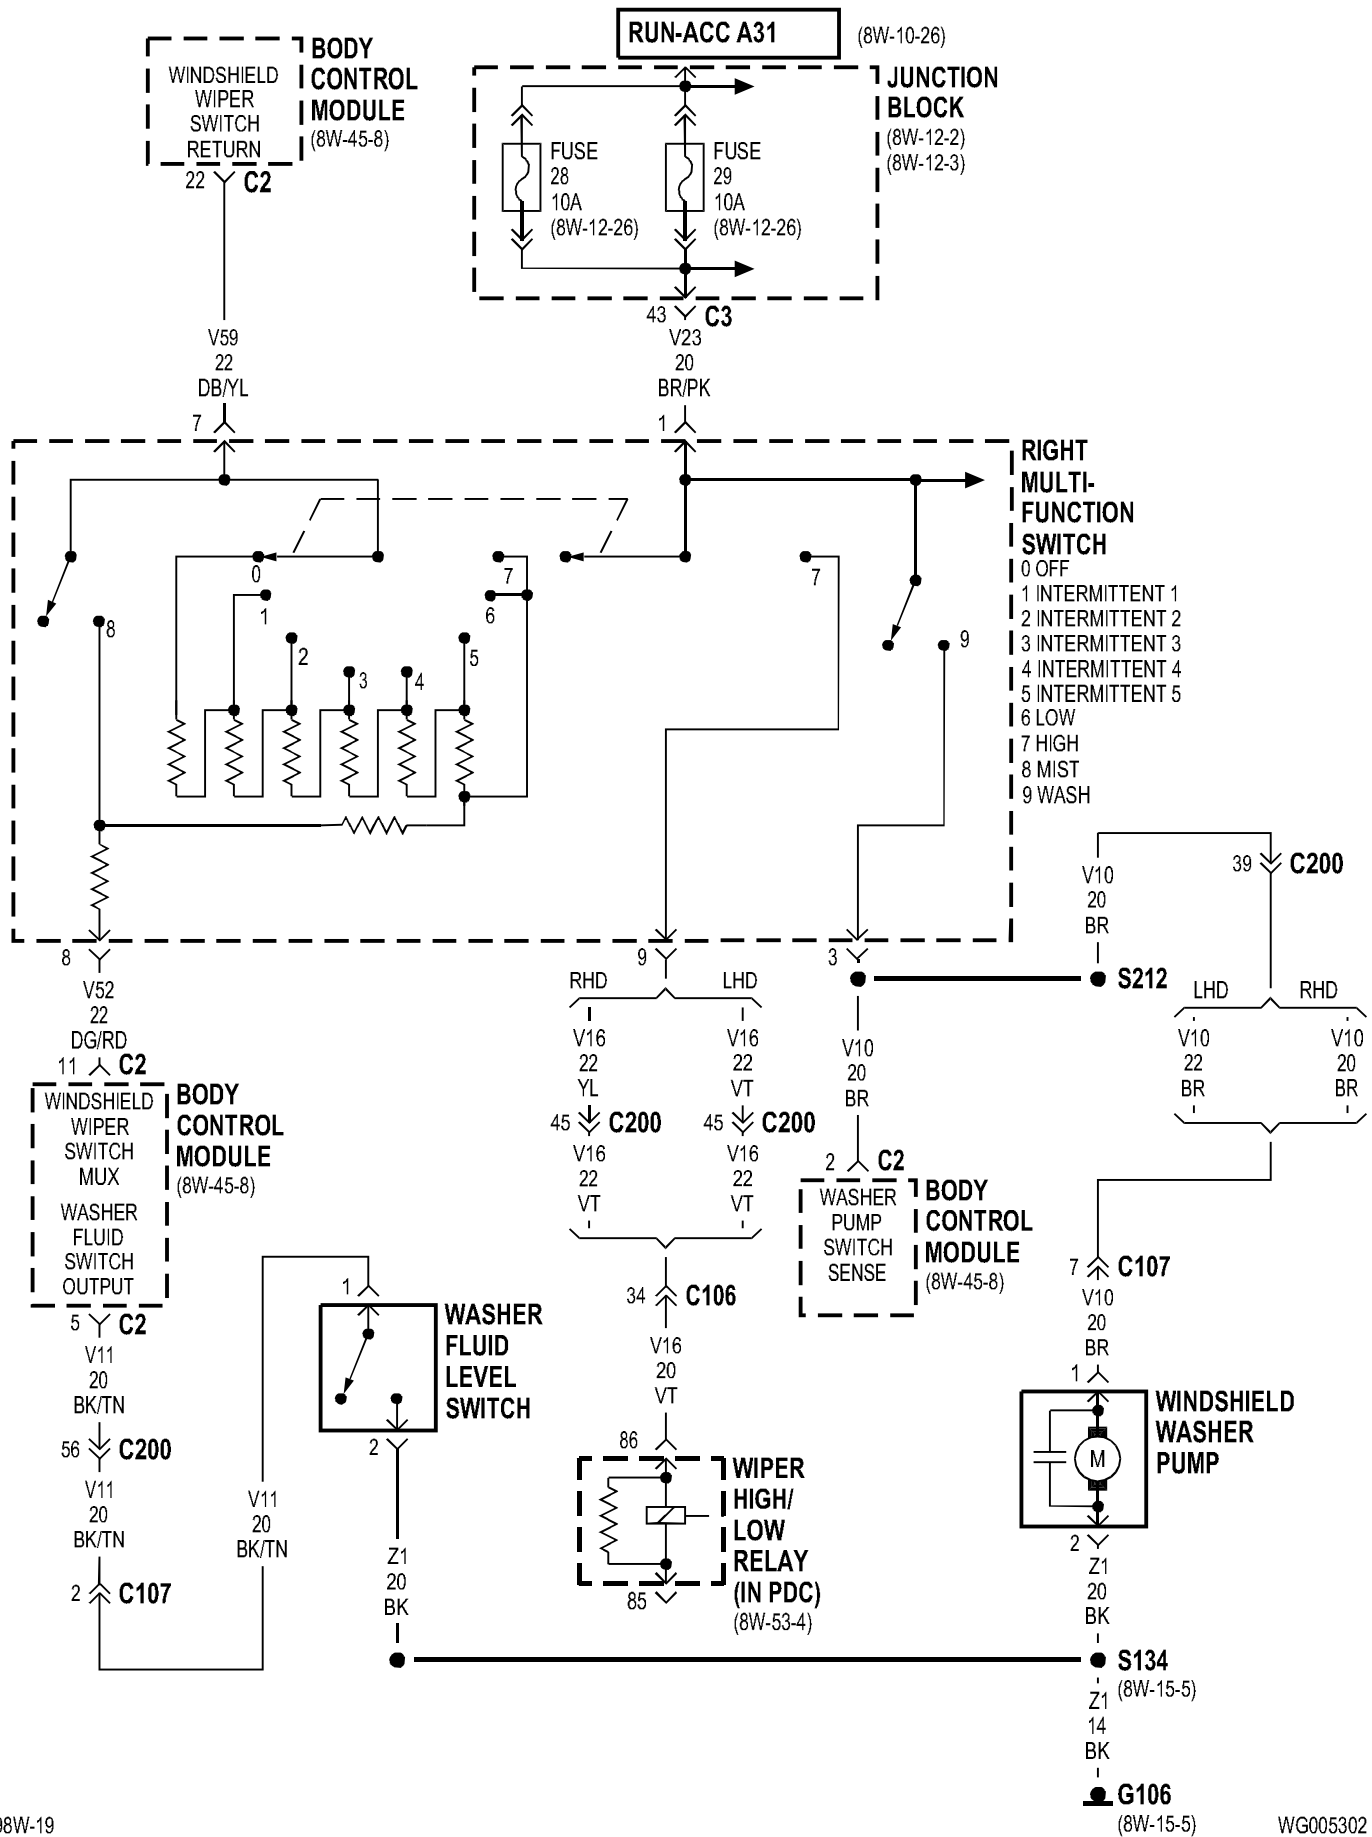 RUN-ACC A31
(8W-10-26)
BODY
CONTROL
MODULE
(8W-45-8)
WINDSHIELD
WIPER
SWITCH
RETURN
22
C2
JUNCTION
BLOCK
(8W-12-2)
(8W-12-3)
FUSE
28
10A
(8W-12-26)
FUSE
29
10A
(8W-12-26)
43
C3
V59
22
DB/YL
7
V23
20
BR/PK
1
RIGHT
MULTI-
FUNCTION
SWITCH
0 OFF
1 INTERMITTENT 1
2 INTERMITTENT 2
3 INTERMITTENT 3
4 INTERMITTENT 4
5 INTERMITTENT 5
6 LOW
7 HIGH
8 MIST
9 WASH
0
1
2
3
4
5
6
7
7
8
9
8
9
3
V52
22
DG/RD
11
C2
BODY
CONTROL
MODULE
(8W-45-8)
WINDSHIELD
WIPER
SWITCH
MUX
WASHER
FLUID
SWITCH
OUTPUT
5
C2
V11
20
BK/TN
56
C200
V11
20
BK/TN
2
C107
V11
20
BK/TN
1
WASHER
FLUID
LEVEL
SWITCH
2
Z1
20
BK
RHD
LHD
V16
22
YL
V16
22
VT
45
C200
45
C200
V16
22
VT
V16
22
VT
34
C106
V16
20
VT
86
WIPER
HIGH/
LOW
RELAY
(IN PDC)
(8W-53-4)
85
V10
20
BR
2
C2
WASHER
PUMP
SWITCH
SENSE
BODY
CONTROL
MODULE
(8W-45-8)
S212
V10
20
BR
39
C200
LHD
RHD
V10
22
BR
V10
20
BR
7
C107
V10
20
BR
1
WINDSHIELD
WASHER
PUMP
M
2
Z1
20
BK
S134
(8W-15-5)
Z1
14
BK
G106
(8W-15-5)
98W-19
WG005302